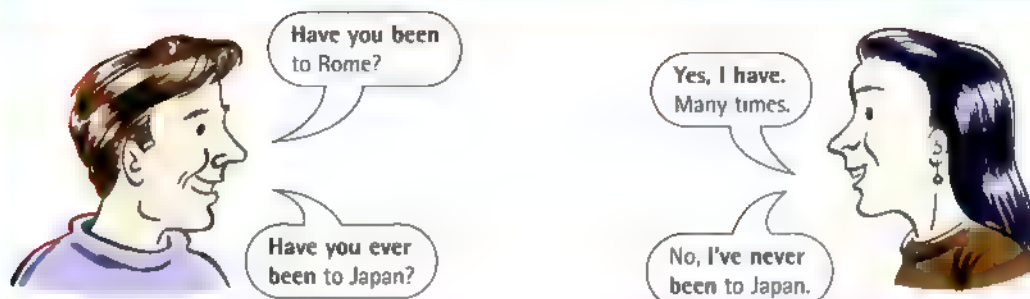 Have you been
to Rome?
Yes, I have.
Many times.
Have you ever
been to Japan?
No, I've never
been to Japan.